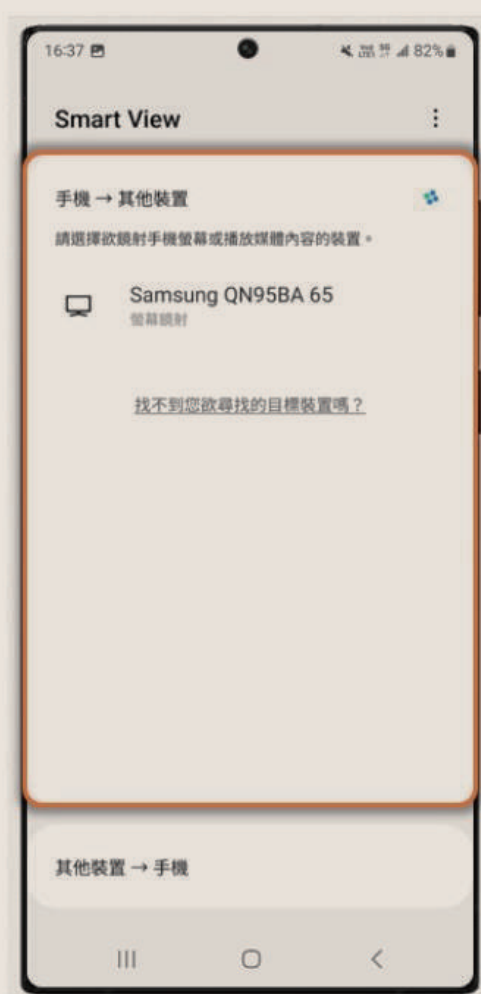 16:37 82%
Smart View
手機 → 其他裝置
請選擇欲鏡射手機螢幕或播放媒體內容的裝置。
Samsung QN95BA 65
螢幕鏡射
找不到您欲尋找的目標裝置嗎？
其他裝置 → 手機